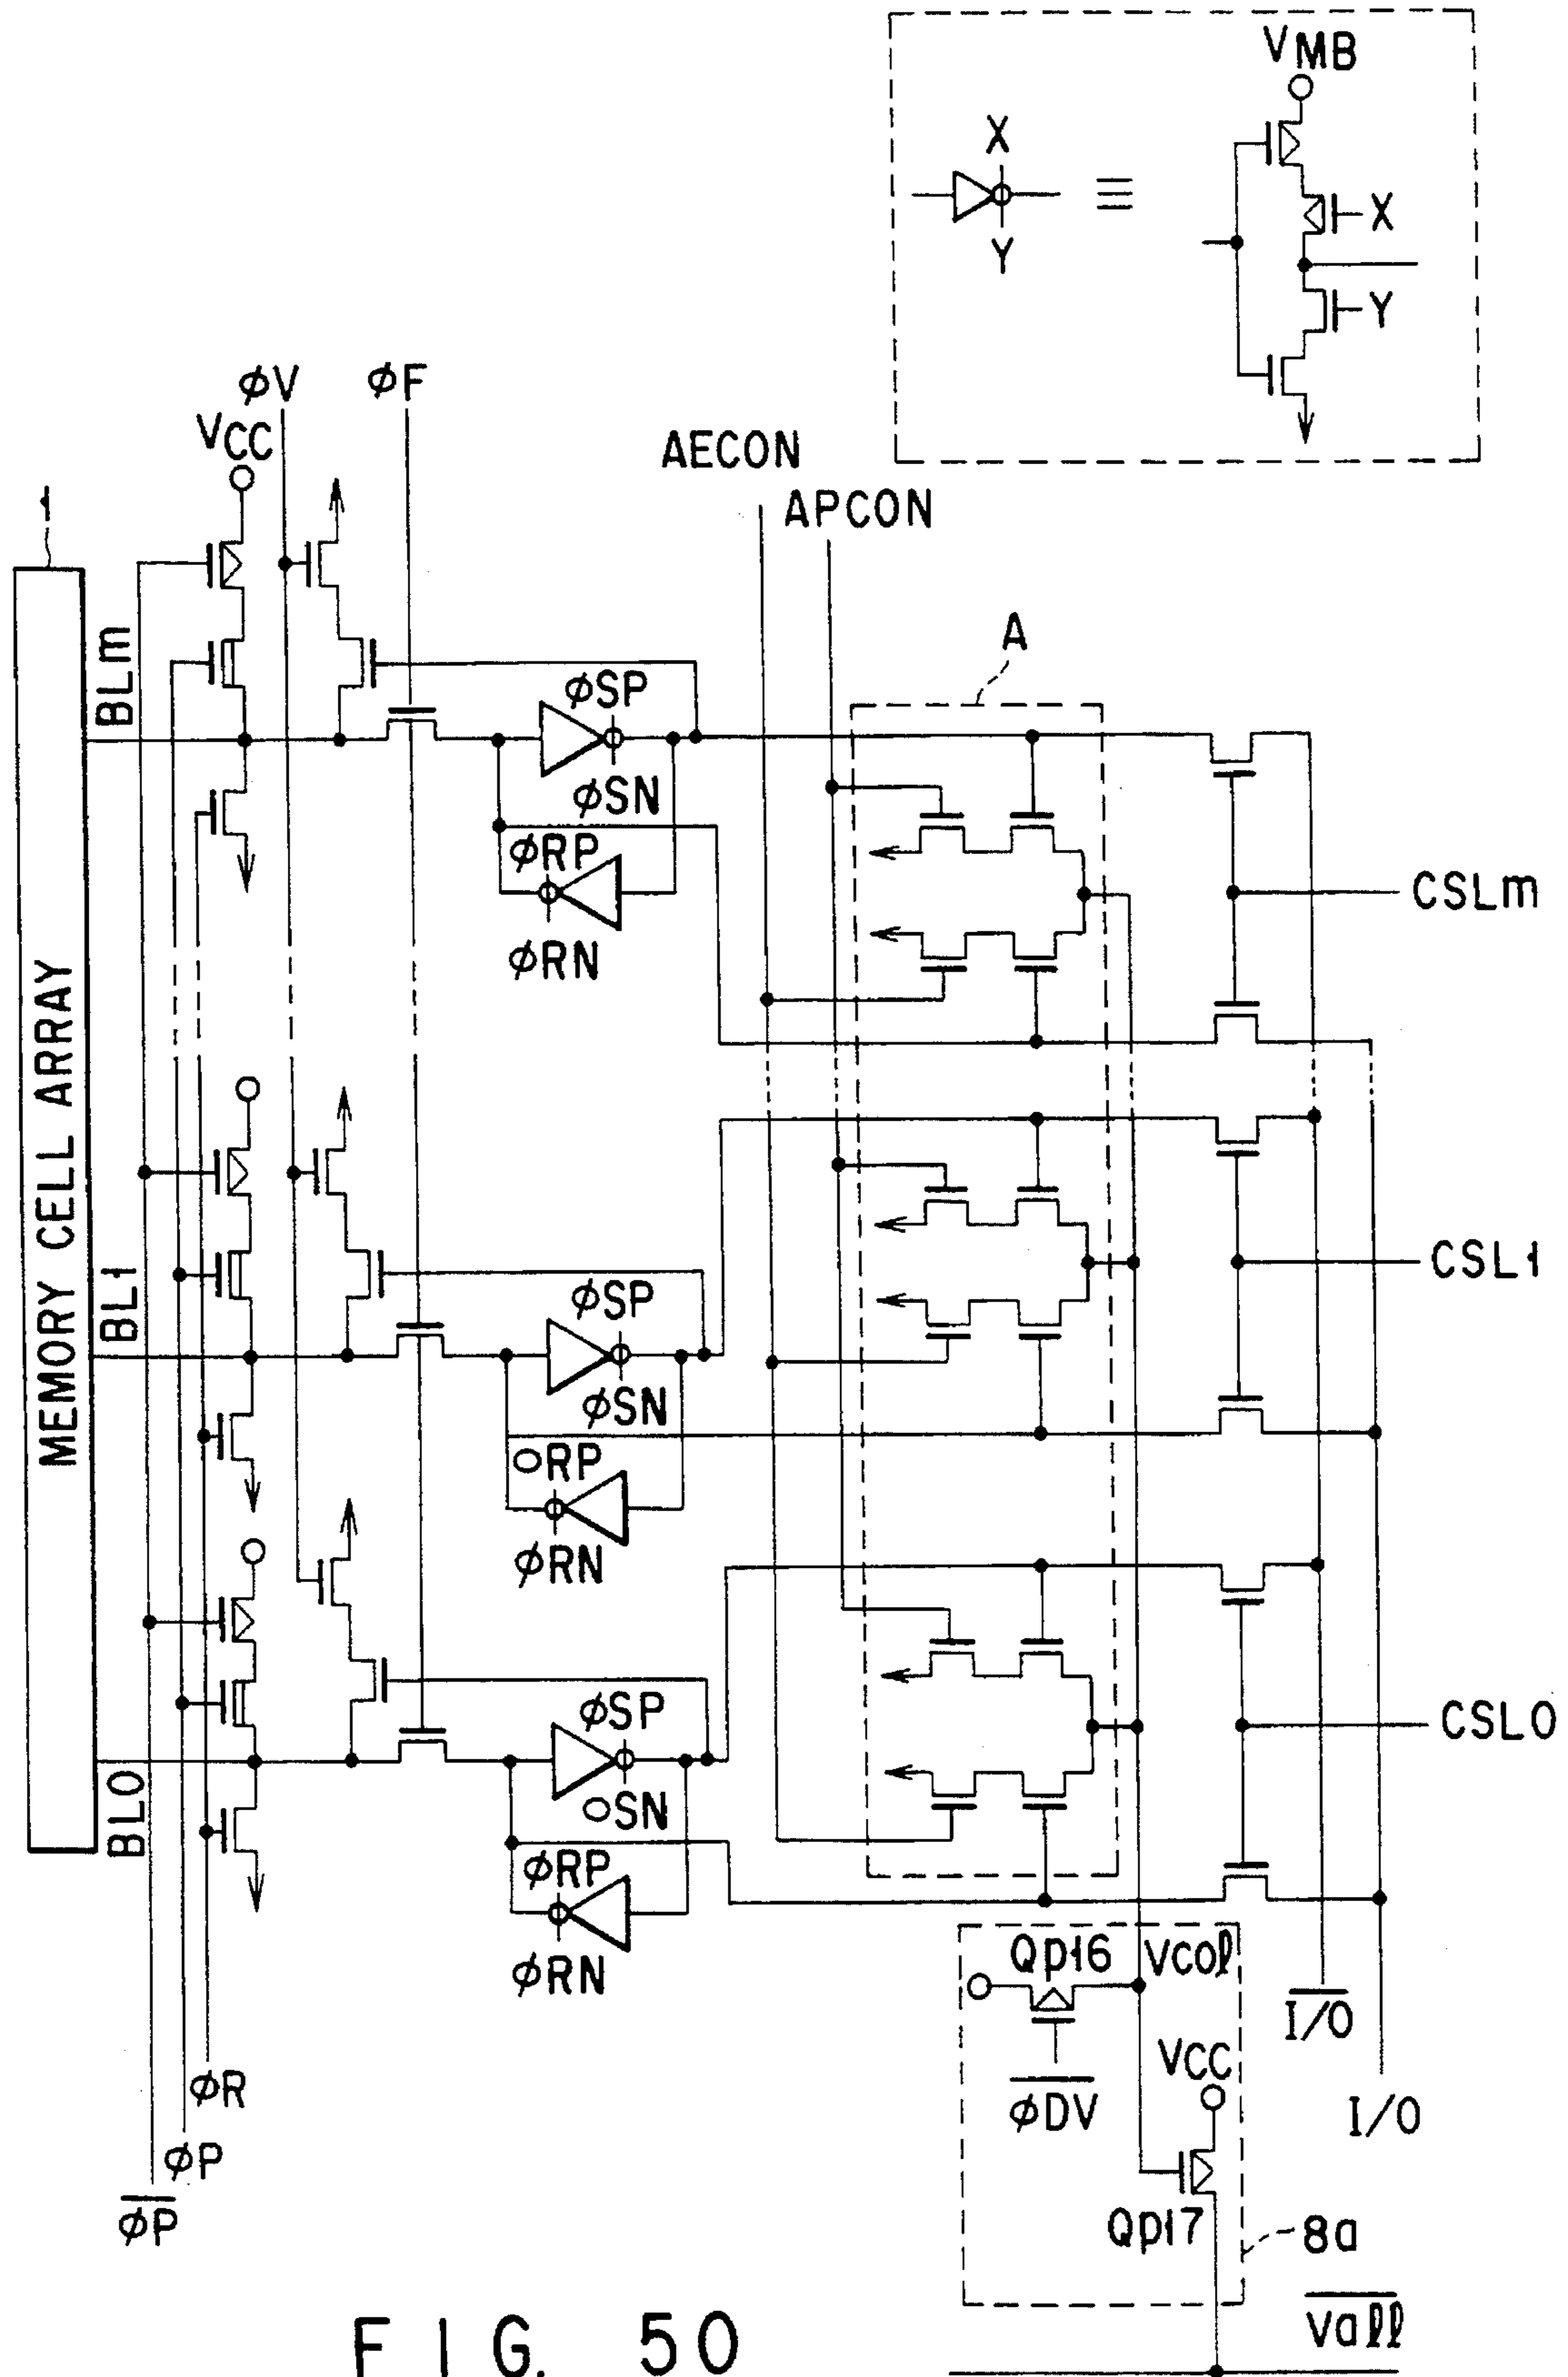 VMB
X
Y
≡
X
Y
φV
φF
VCC
AECON
APCON
1
A
BLm
φSP
φSN
φRP
φRN
CSLm
MEMORY CELL ARRAY
BL1
φSP
φSN
ORP
φRN
CSL1
φSP
OSN
φRP
φRN
CSL0
BL0
Qp16
Vcol
I/O
φDV
VCC
I/O
φR
φP
φP
Qp17
8a
Vall
FIG. 50